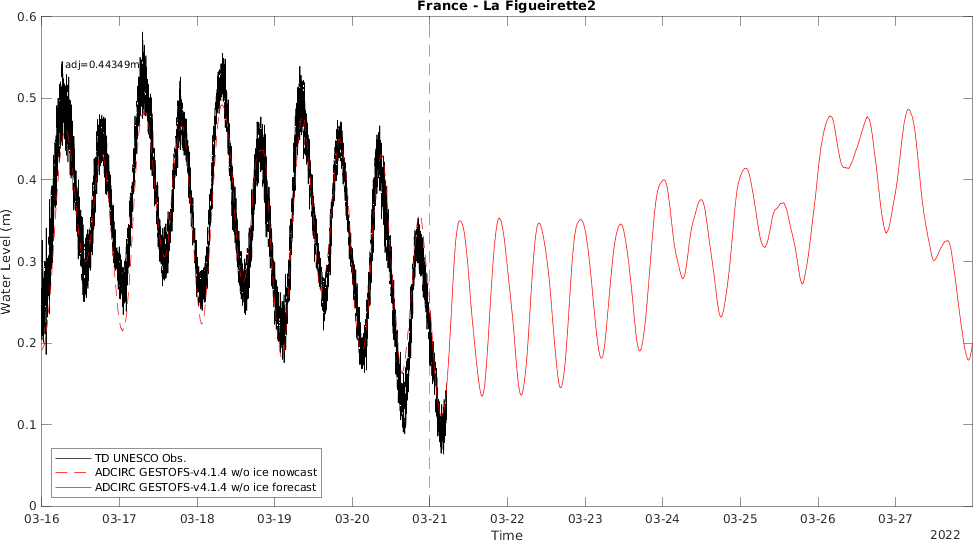 France - La Figueirette2
0.6
0.5
0.4
0.3
0.2
0.1
0
Water Level (m)
adj=0.44349m
TD UNESCO Obs.
ADCIRC GESTOFS-v4.1.4 w/o ice nowcast
ADCIRC GESTOFS-v4.1.4 w/o ice forecast
03-16 03-17 03-18 03-19 03-20 03-21 03-22 03-23 03-24 03-25 03-26 03-27
Time
2022